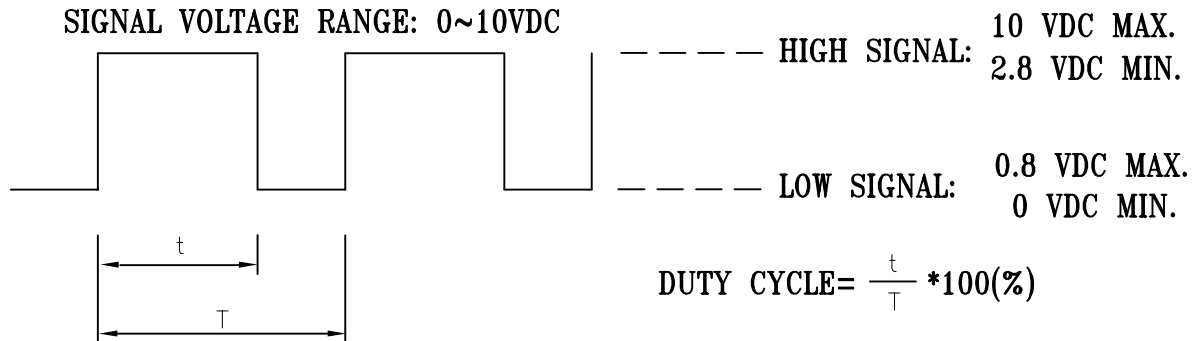 SIGNAL VOLTAGE RANGE: 0~10VDC
HIGH SIGNAL:
10 VDC MAX.
2.8 VDC MIN.
LOW SIGNAL:
0.8 VDC MAX.
0 VDC MIN.
t
T
DUTY CYCLE= t/T *100(%)